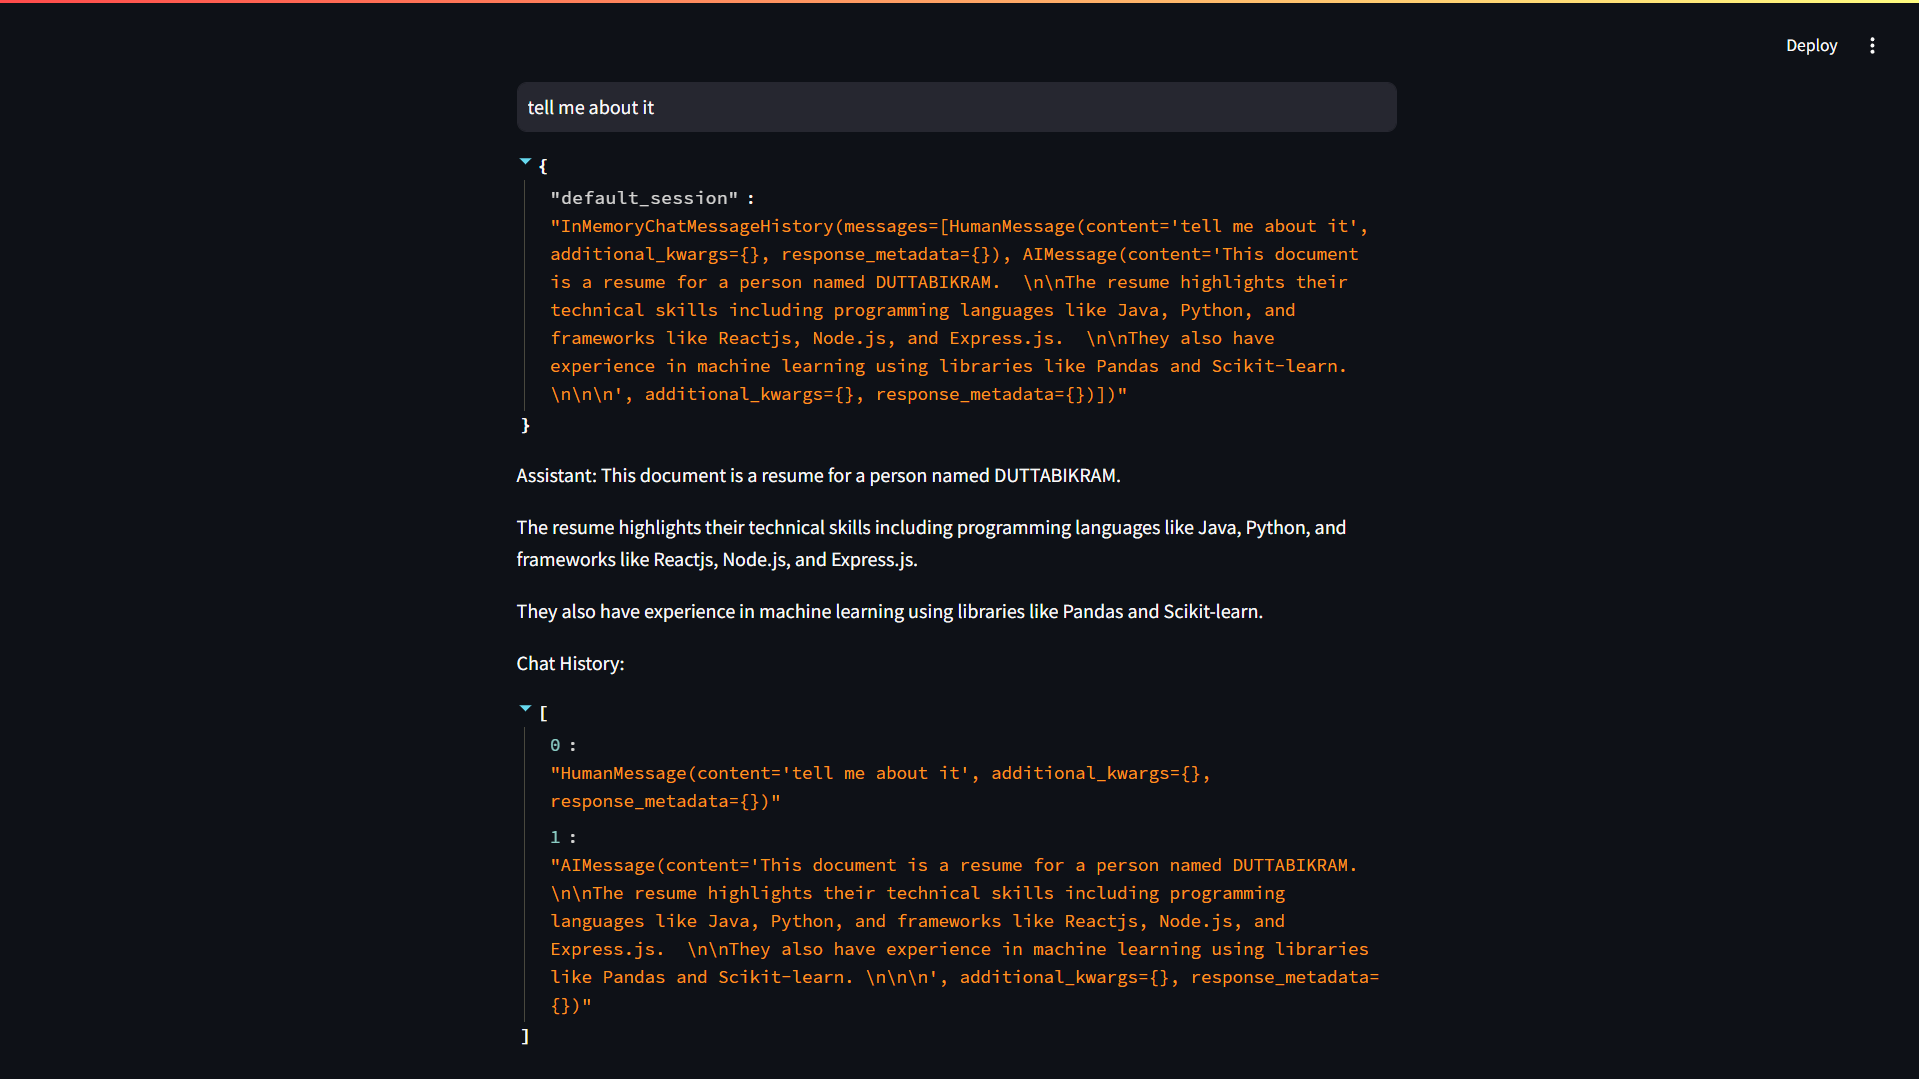 Deploy
tell me about it
{
"default_session" :
"InMemoryChatMessageHistory(messages=[HumanMessage(content='tell me about it',
additional_kwargs={}, response_metadata={}), AIMessage(content='This document
is a resume for a person named DUTTABIKRAM.  \n\nThe resume highlights their
technical skills including programming languages like Java, Python, and
frameworks like Reactjs, Node.js, and Express.js.  \n\nThey also have
experience in machine learning using libraries like Pandas and Scikit-learn.
\n\n\n', additional_kwargs={}, response_metadata={})])"
}
Assistant: This document is a resume for a person named DUTTABIKRAM.
The resume highlights their technical skills including programming languages like Java, Python, and
frameworks like Reactjs, Node.js, and Express.js.
They also have experience in machine learning using libraries like Pandas and Scikit-learn.
Chat History:
[
0 :
"HumanMessage(content='tell me about it', additional_kwargs={},
response_metadata={})"
1 :
"AIMessage(content='This document is a resume for a person named DUTTABIKRAM.
\n\nThe resume highlights their technical skills including programming
languages like Java, Python, and frameworks like Reactjs, Node.js, and
Express.js.  \n\nThey also have experience in machine learning using libraries
like Pandas and Scikit-learn. \n\n\n', additional_kwargs={}, response_metadata=
{})"
]